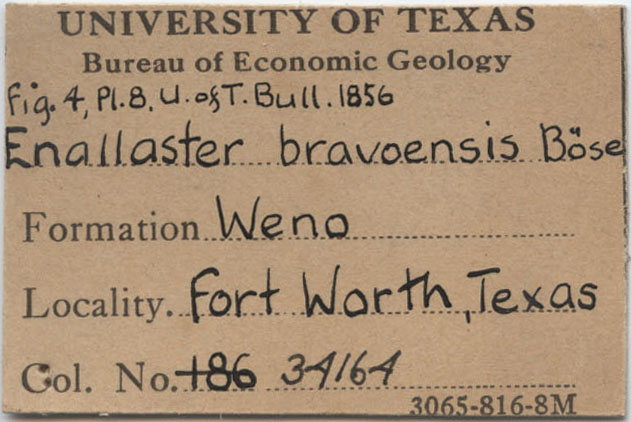 UNIVERSITY OF TEXAS
Bureau of Economic Geology
Fig. 4, Pl. 8, U. of T. Bull. 1856
Enallaster bravoensis Böse
Formation Weno
Locality. Fort Worth, Texas
Col. No. 186 34164
3065-816-8M